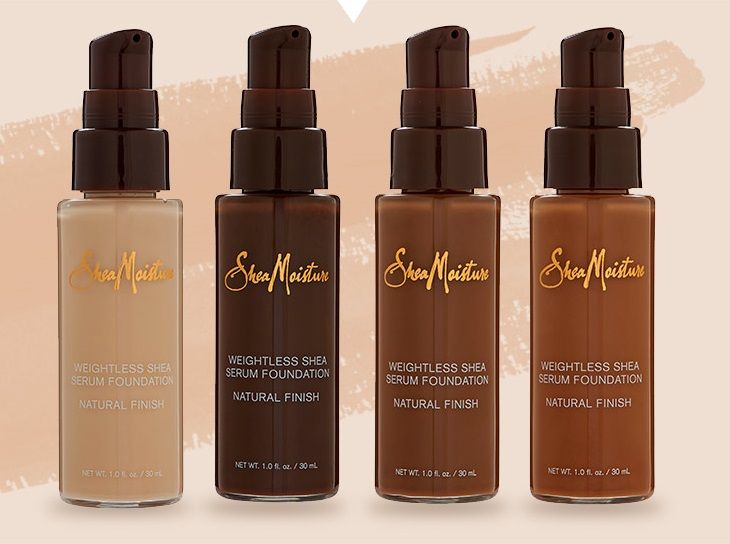 SheaMoisture
WEIGHTLESS SHEA
SERUM FOUNDATION
NATURAL FINISH
NET WT. 1.0 fl. oz. / 30 mL
SheaMoisture
WEIGHTLESS SHEA
SERUM FOUNDATION
NATURAL FINISH
NET WT. 1.0 fl. oz. / 30 mL
SheaMoisture
WEIGHTLESS SHEA
SERUM FOUNDATION
NATURAL FINISH
NET WT. 1.0 fl. oz. / 30 mL
SheaMoisture
WEIGHTLESS SHEA
SERUM FOUNDATION
NATURAL FINISH
NET WT. 1.0 fl. oz. / 30 mL